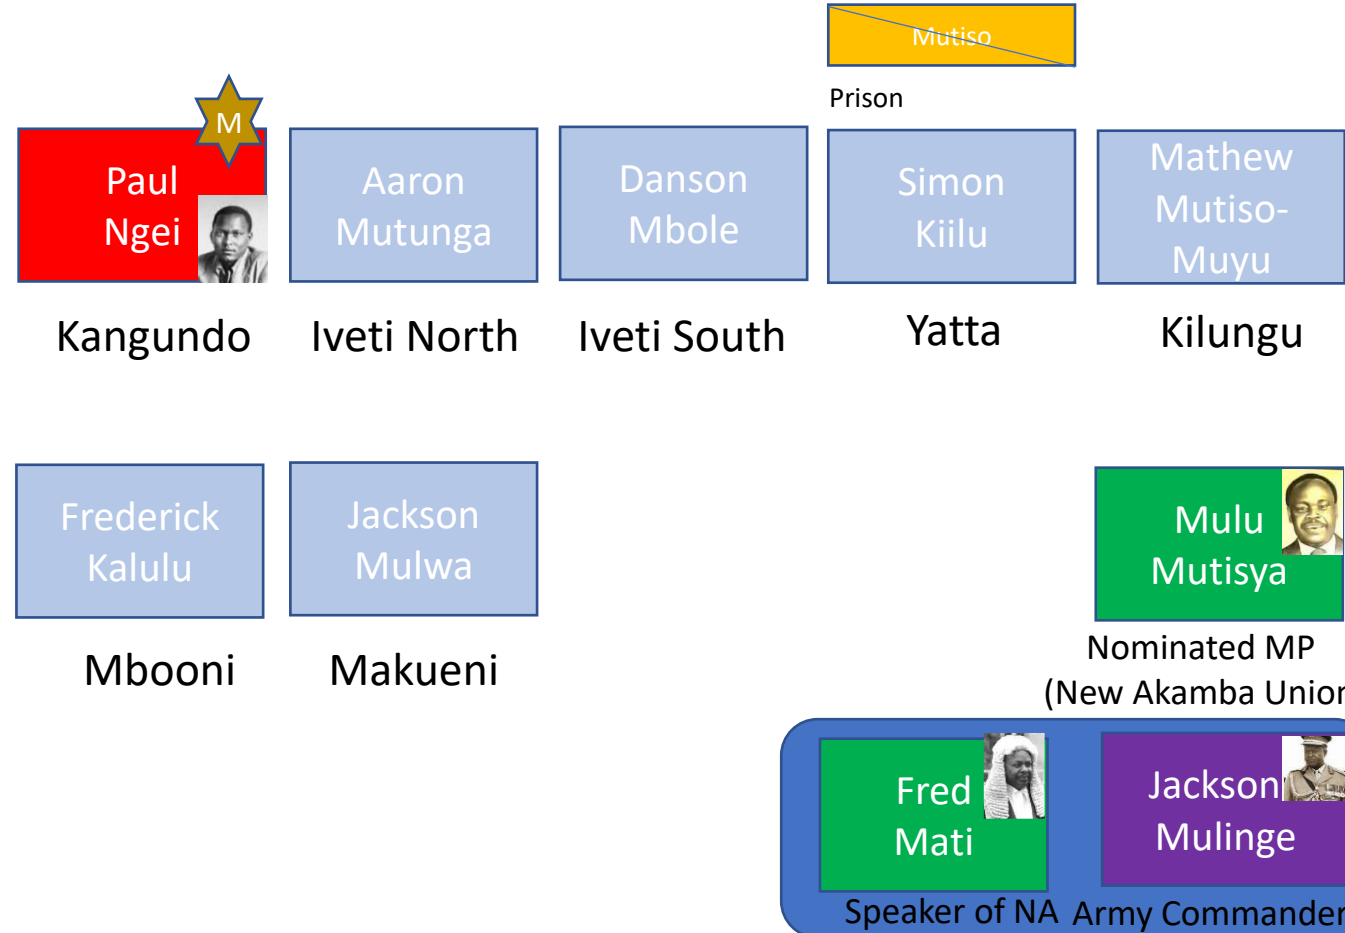 Mutiso
Prison
M
Paul
Ngei
Aaron
Mutunga
Danson
Mbole
Simon
Kiilu
Mathew
Mutiso-
Muyu
Kangundo
Iveti North
Iveti South
Yatta
Kilungu
Frederick
Kalulu
Jackson
Mulwa
Mulu
Mutisya
Mbooni
Makueni
Nominated MP
(New Akamba Union
Fred
Mati
Jackson
Mulinge
Speaker of NA
Army Commander